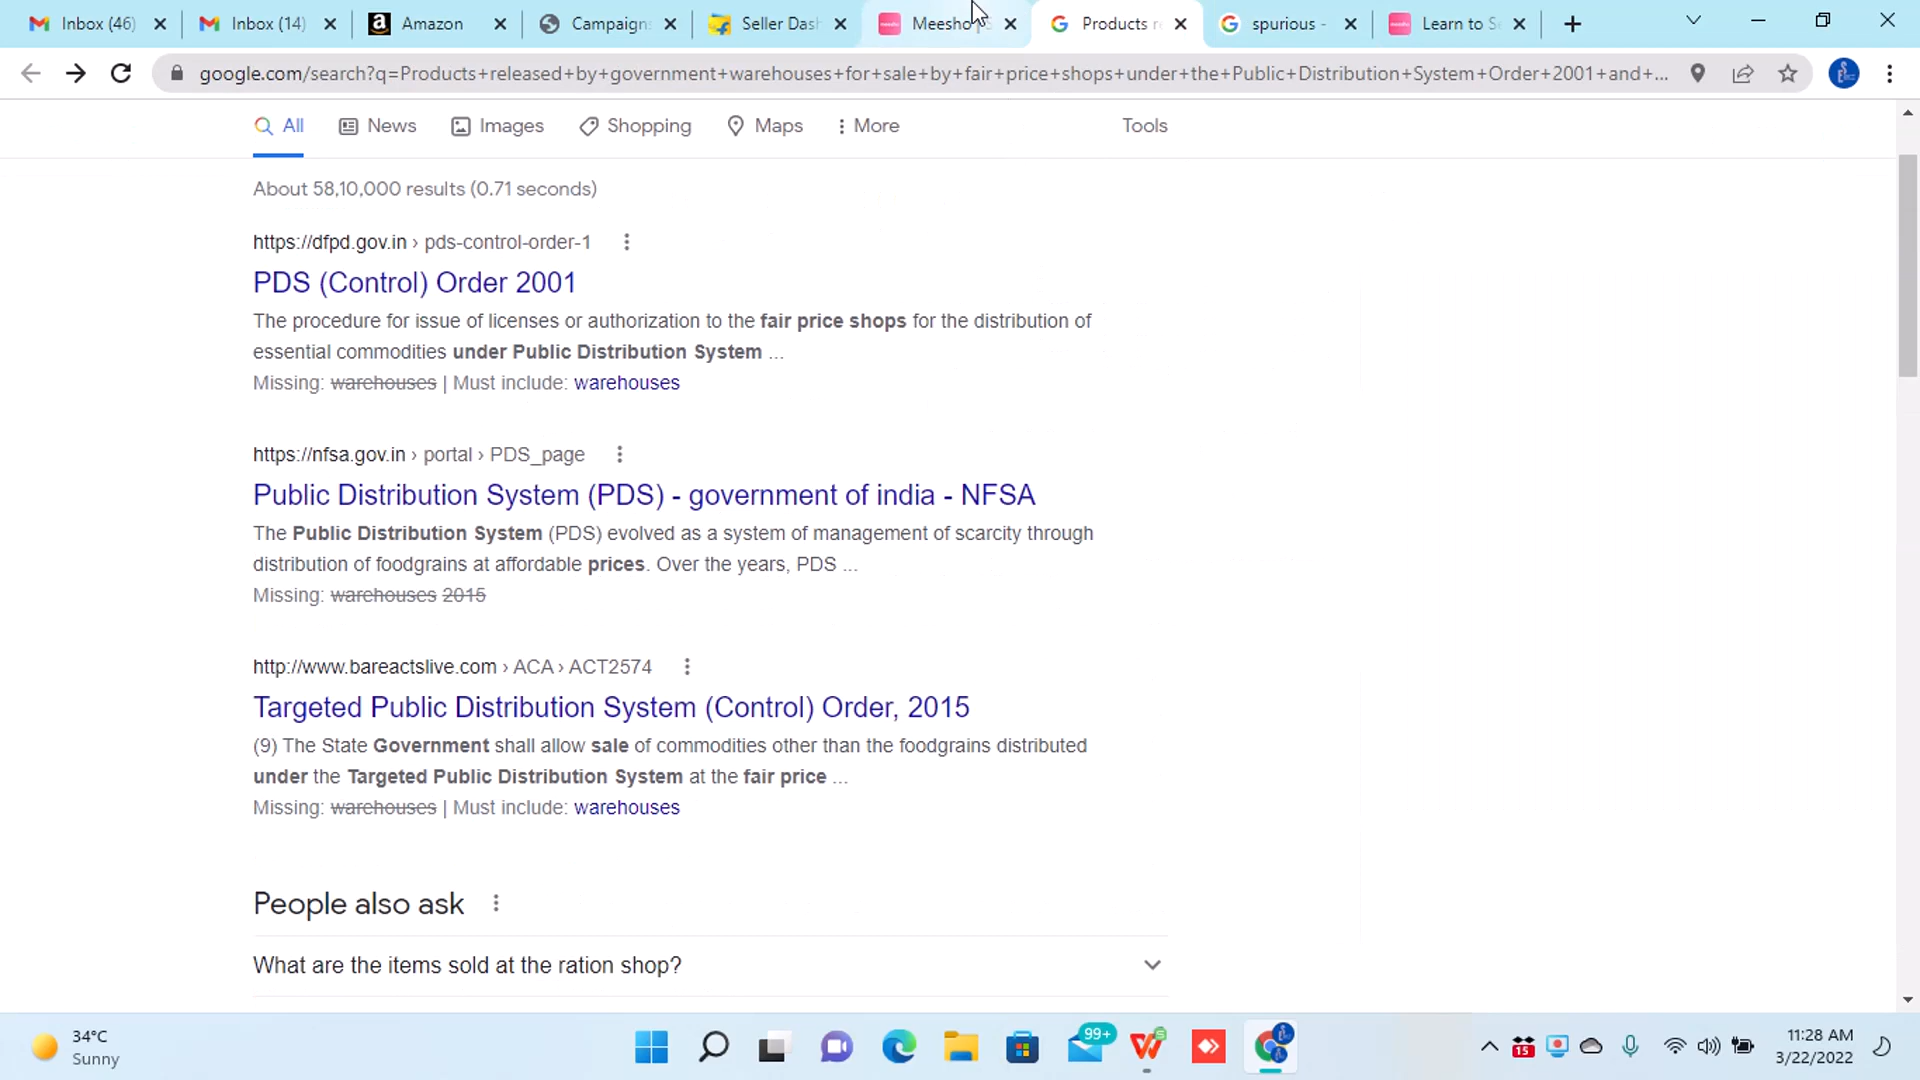 Inbox (46)
Inbox (14)
Amazon
Campaign
Seller Das
Meesho
Products r
spurious -
Learn to S
google.com/search?q=Products+released+by+government+warehouses+for+sale+by+fair+price+shops+under+the+Public+Distribution+System+Order+2001+and+...
All
News
Images
Shopping
Maps
More
Tools
About 58,10,000 results (0.71 seconds)
https://dfpd.gov.in › pds-control-order-1
PDS (Control) Order 2001
The procedure for issue of licenses or authorization to the fair price shops for the distribution of
essential commodities under Public Distribution System ...
Missing: warehouses | Must include: warehouses
https://nfsa.gov.in › portal › PDS_page
Public Distribution System (PDS) - government of india - NFSA
The Public Distribution System (PDS) evolved as a system of management of scarcity through
distribution of foodgrains at affordable prices. Over the years, PDS ...
Missing: warehouses 2015
http://www.bareactslive.com › ACA › ACT2574
Targeted Public Distribution System (Control) Order, 2015
(9) The State Government shall allow sale of commodities other than the foodgrains distributed
under the Targeted Public Distribution System at the fair price ...
Missing: warehouses | Must include: warehouses
People also ask
What are the items sold at the ration shop?
34°C
Sunny
99+
15
11:28 AM
3/22/2022